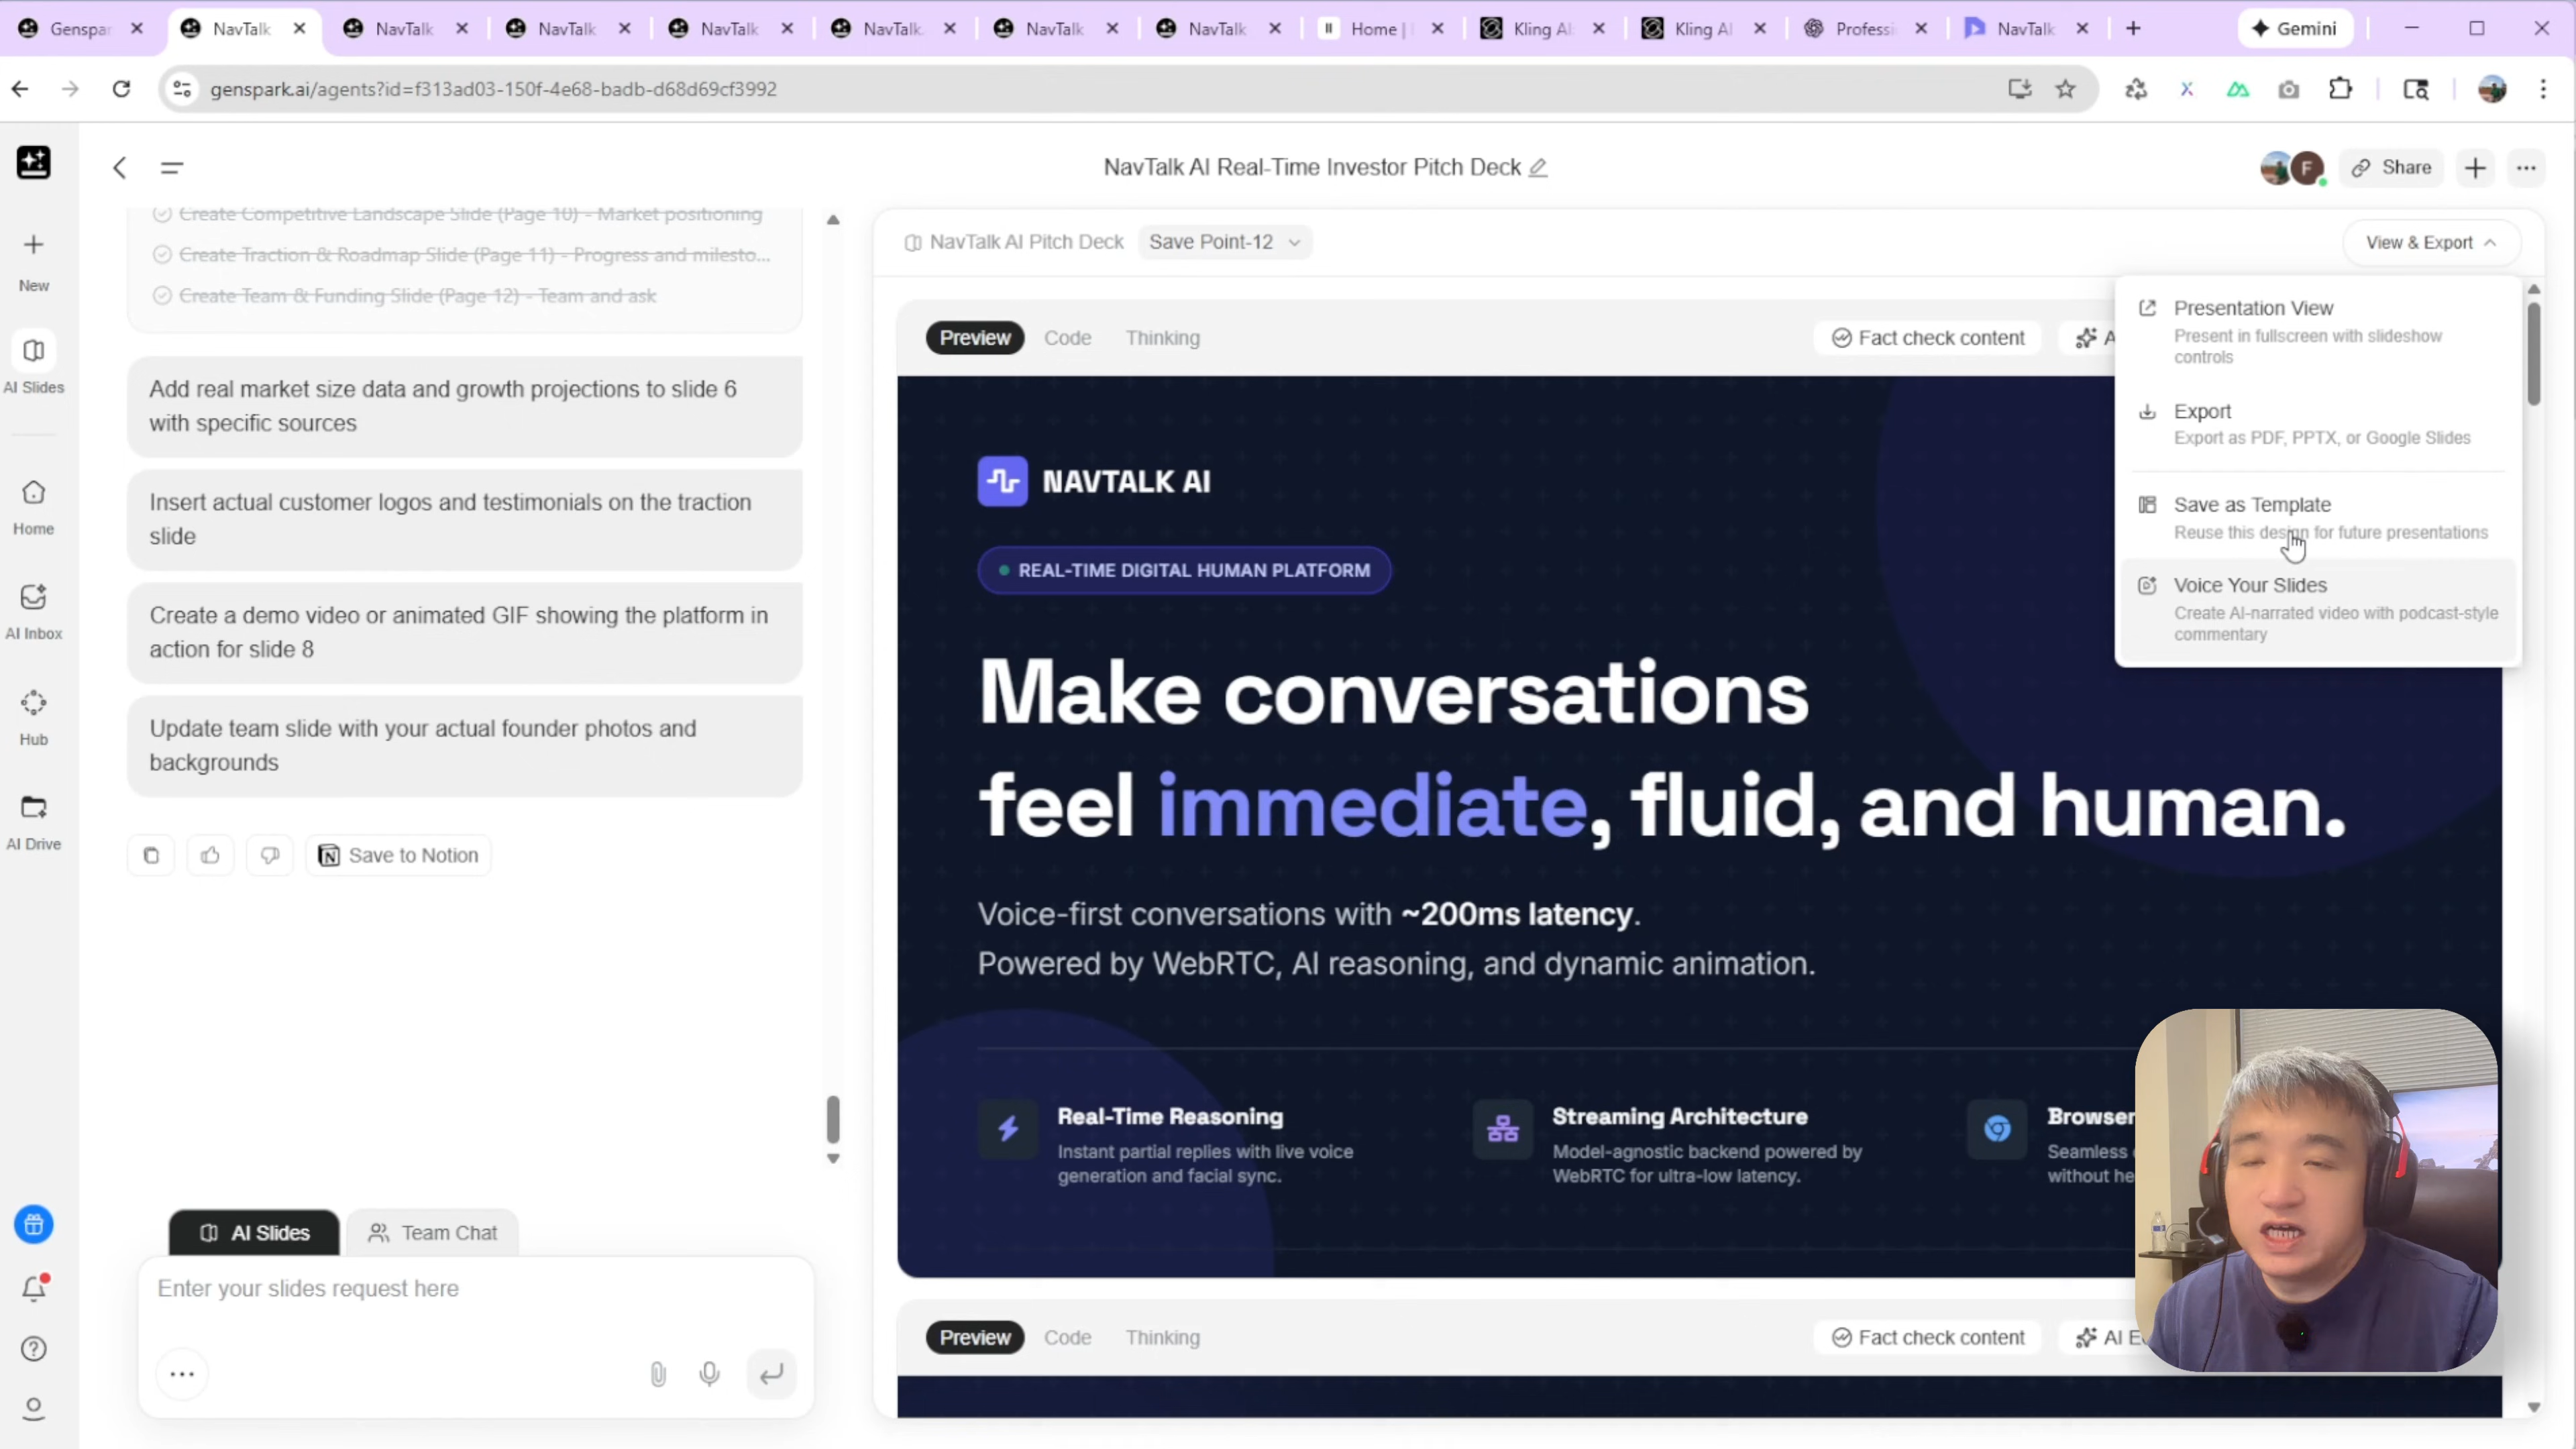 Genspar
NavTalk
NavTalk
NavTalk
NavTalk
NavTalk
NavTalk
NavTalk
Home |
Kling AI:
Kling AI
Professi
NavTalk
Gemini
genspark.ai/agents?id=f313ad03-150f-4e68-badb-d68d69cf3992
NavTalk AI Real-Time Investor Pitch Deck
F
Share
New
AI Slides
Home
AI Inbox
Hub
AI Drive
Create Competitive Landscape Slide (Page 10) - Market positioning
Create Traction & Roadmap Slide (Page 11) - Progress and milesto...
Create Team & Funding Slide (Page 12) - Team and ask
Add real market size data and growth projections to slide 6
with specific sources
Insert actual customer logos and testimonials on the traction
slide
Create a demo video or animated GIF showing the platform in
action for slide 8
Update team slide with your actual founder photos and
backgrounds
Save to Notion
AI Slides
Team Chat
Enter your slides request here
NavTalk AI Pitch Deck
Save Point-12
View & Export
Preview
Code
Thinking
Fact check content
A
Presentation View
Present in fullscreen with slideshow
controls
Export
Export as PDF, PPTX, or Google Slides
Save as Template
Reuse this design for future presentations
Voice Your Slides
Create AI-narrated video with podcast-style
commentary
NAVTALK AI
REAL-TIME DIGITAL HUMAN PLATFORM
Make conversations
feel immediate, fluid, and human.
Voice-first conversations with ~200ms latency.
Powered by WebRTC, AI reasoning, and dynamic animation.
Real-Time Reasoning
Instant partial replies with live voice
generation and facial sync.
Streaming Architecture
Model-agnostic backend powered by
WebRTC for ultra-low latency.
Browser
Seamless
without he
Preview
Code
Thinking
Fact check content
AI E